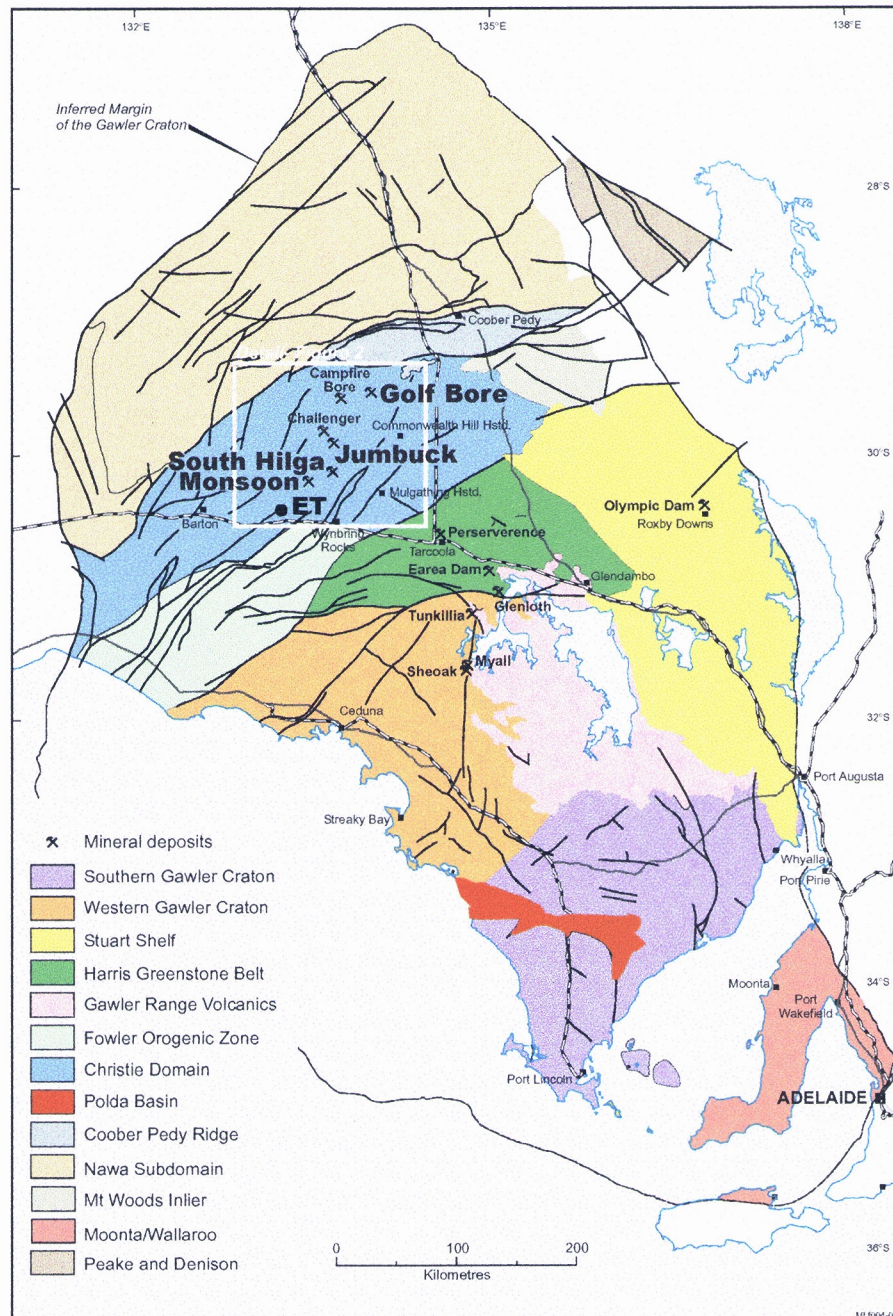 132°E
135°E
138°E
Inferred Margin
of the Gawler Craton
28°S
Coober Pedy
Campfire
Bore
Golf Bore
Challenger
Commonwealth Hill Hstd.
30°S
South Hilga
Jumbuck
Monsoon
Mulgathing Hstd.
ET
Barton
Wynbring
Rocks
Olympic Dam
Roxby Downs
Perserverence
Tarcoola
Earea Dam
Glendambo
Glenloth
Tunkillia
Myall
Sheoak
Ceduna
32°S
Port Augusta
Streaky Bay
Whyalla
Port Pirie
Mineral deposits
Southern Gawler Craton
Western Gawler Craton
Stuart Shelf
Harris Greenstone Belt
Gawler Range Volcanics
Fowler Orogenic Zone
Christie Domain
Polda Basin
Coober Pedy Ridge
Nawa Subdomain
Mt Woods Inlier
Moonta/Wallaroo
Peake and Denison
34°S
Moonta
Port
Wakefield
Port Lincoln
ADELAIDE
36°S
0 100 200
Kilometres